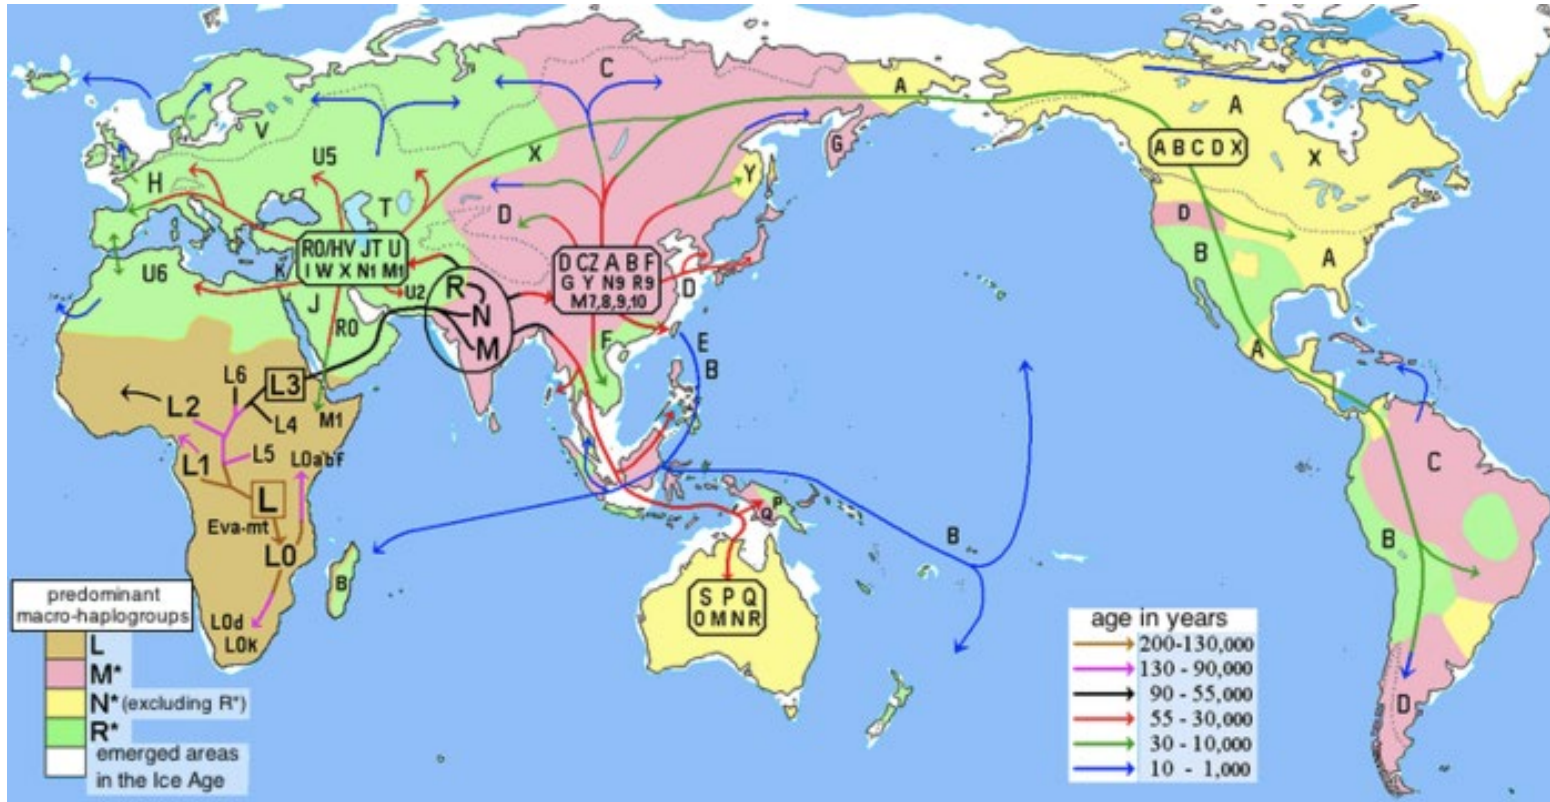 C
A
A
V
U5
X
G
A B C D X
X
H
Y
T
D
D
R0/HV JT U
I W X N1 M1
D CZ A B F
G Y N9 R9
M7,8,9,10
B
A
U6
K
U2
R
D
J
N
R0
M
F
E
B
A
L6
L3
L2
L4
M1
L5
L0abf
L1
C
L
Q
P
Eva-mt
L0
B
B
B
S P Q
O M N R
L0d
L0k
D
predominant
macro-haplogroups
L
M*
N* (excluding R*)
R*
emerged areas
in the Ice Age
age in years
200-130,000
130 - 90,000
90 - 55,000
55 - 30,000
30 - 10,000
10 - 1,000